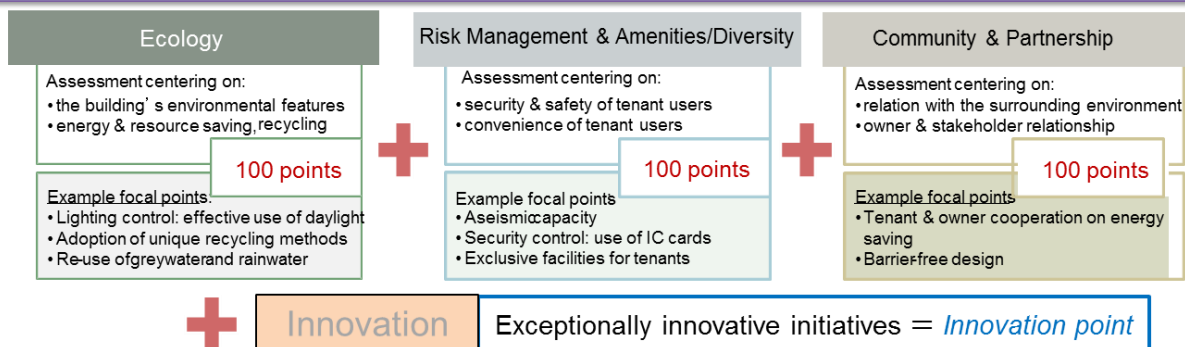 Ecology
Assessment centering on:
•the building's environmental features
•energy & resource saving, recycling
100 points
Example focal points:
•Lighting control: effective use of daylight
•Adoption of unique recycling methods
•Re-use ofgreywaterand rainwater
Risk Management & Amenities/Diversity
Assessment centering on:
•security & safety of tenant users
•convenience of tenant users
100 points
Example focal points
•Aseismiccapacity
•Security control: use of IC cards
•Exclusive facilities for tenants
Community & Partnership
Assessment centering on:
•relation with the surrounding environment
•owner & stakeholder relationship
100 points
Example focal points
•Tenant & owner cooperation on energy
saving
•Barrier-free design
Innovation
Exceptionally innovative initiatives = Innovation point